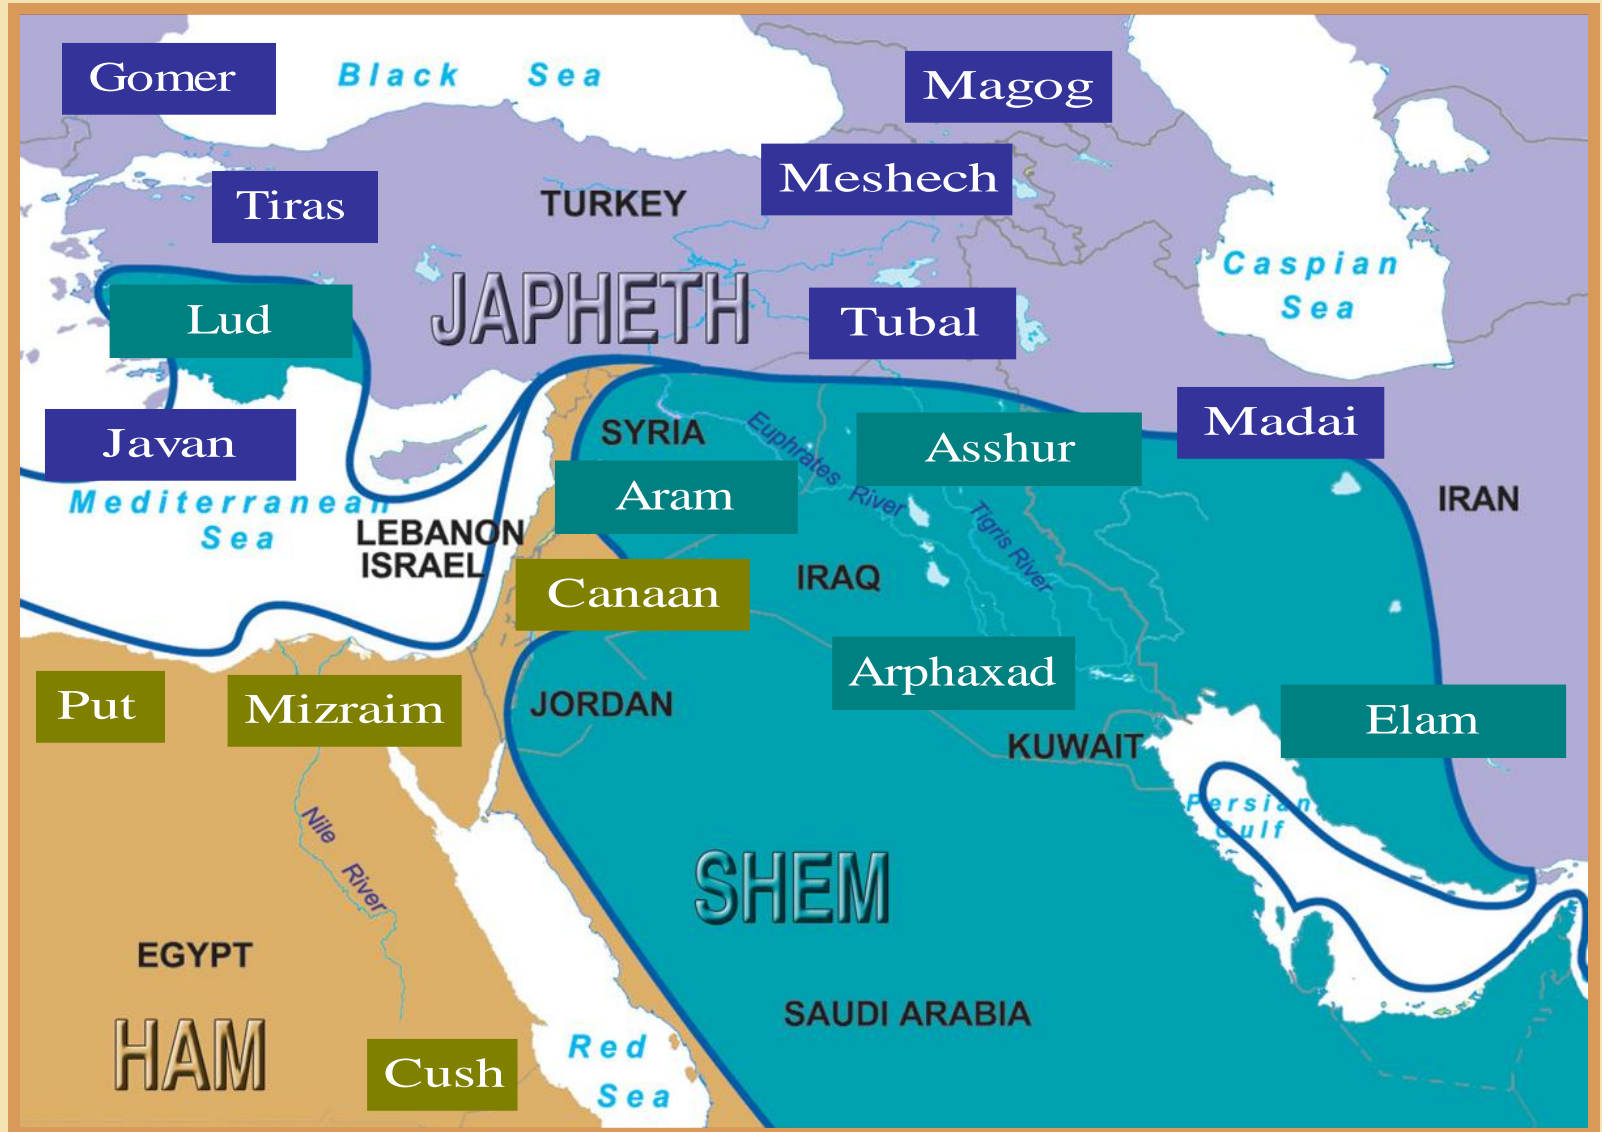 Gomer
Black Sea
Magog
Meshech
Tiras
TURKEY
Caspian
Sea
JAPHETH
Lud
Tubal
Madai
SYRIA
Euphrates River
Asshur
Javan
Aram
Mediterranean
Sea
IRAN
LEBANON
ISRAEL
Tigris River
IRAQ
Canaan
Arphaxad
Put
Mizraim
JORDAN
Elam
KUWAIT
Persian
Gulf
Nile River
SHEM
EGYPT
SAUDI ARABIA
HAM
Cush
Red
Sea